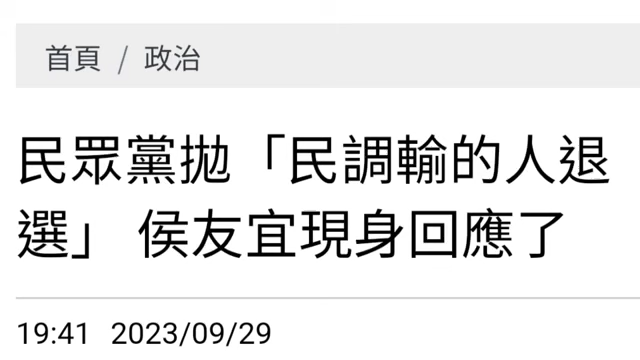 首頁 / 政治
民眾黨拋「民調輸的人退
選」 侯友宜現身回應了
19:41 2023/09/29